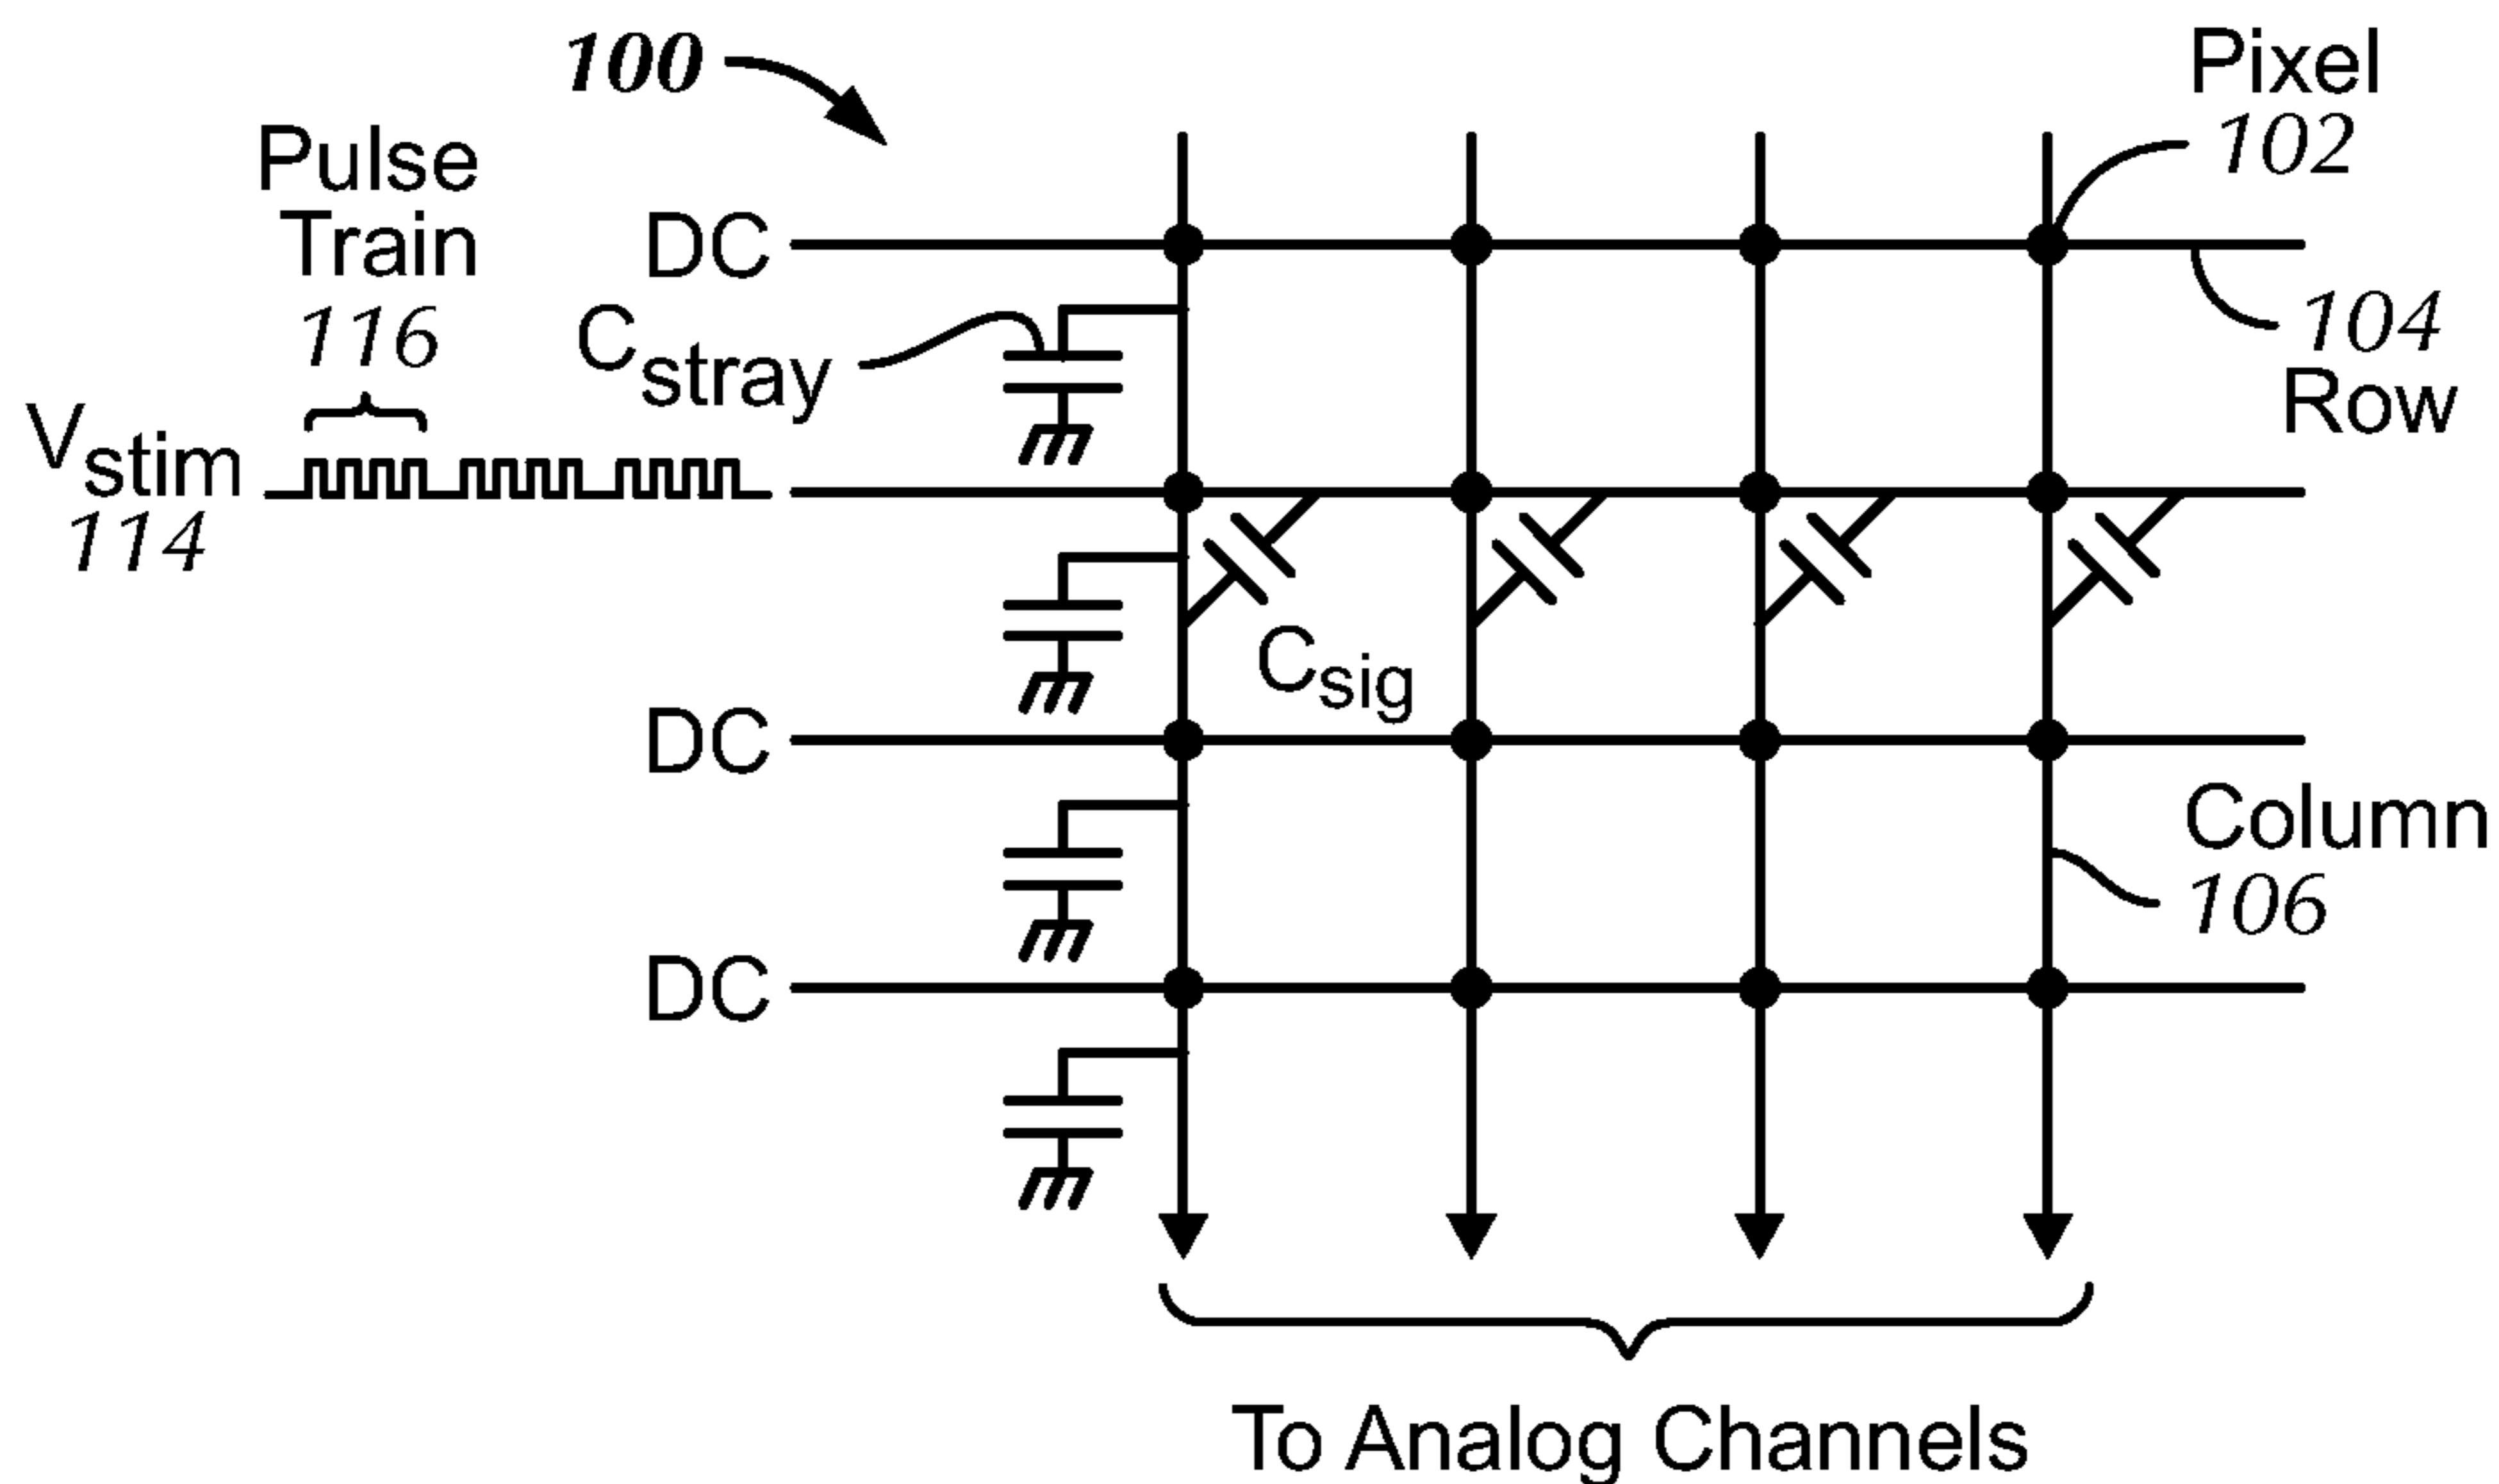 100
Pixel
102
Pulse
Train
116
DC
C stray
104
Row
V stim
114
C sig
DC
Column
106
DC
To Analog Channels